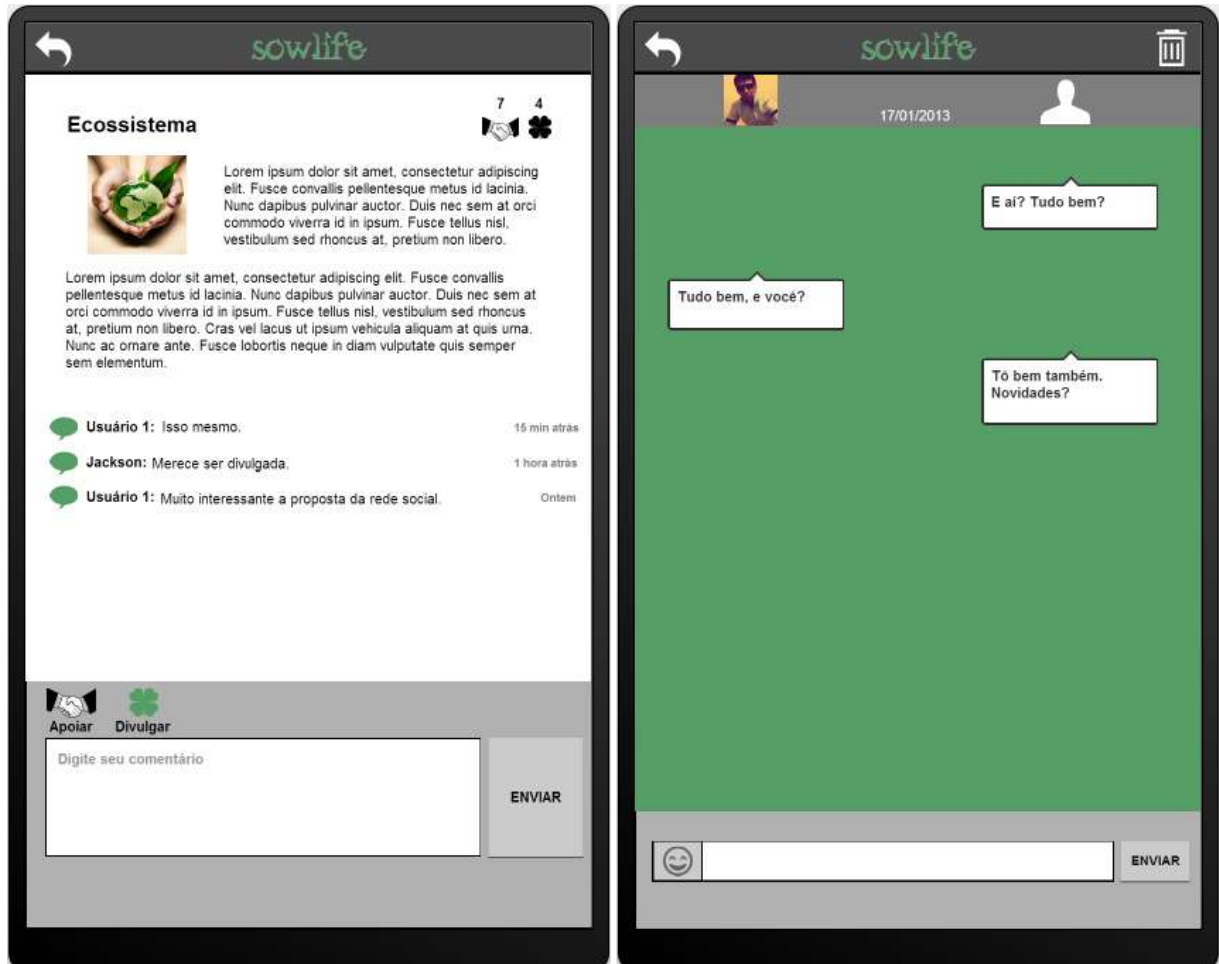 sowlife
Ecossistema
7 4
Lorem ipsum dolor sit amet, consectetur adipiscing
elit. Fusce convallis pellentesque metus id lacinia.
Nunc dapibus pulvinar auctor. Duis nec sem at orci
commodo viverra id in ipsum. Fusce tellus nisl,
vestibulum sed rhoncus at, pretium non libero.
Lorem ipsum dolor sit amet, consectetur adipiscing elit. Fusce convallis
pellentesque metus id lacinia. Nunc dapibus pulvinar auctor. Duis nec sem at
orci commodo viverra id in ipsum. Fusce tellus nisl, vestibulum sed rhoncus
at, pretium non libero. Cras vel lacus ut ipsum vehicula aliquam at quis urna.
Nunc ac ornare ante. Fusce lobortis neque in diam vulputate quis semper
sem elementum.
Usuário 1: Isso mesmo. 15 min atrás
Jackson: Merece ser divulgada. 1 hora atrás
Usuário 1: Muito interessante a proposta da rede social. Ontem
Apoiar Divulgar
Digite seu comentário
ENVIAR
sowlife
17/01/2013
E aí? Tudo bem?
Tudo bem, e você?
Tô bem também.
Novidades?
ENVIAR